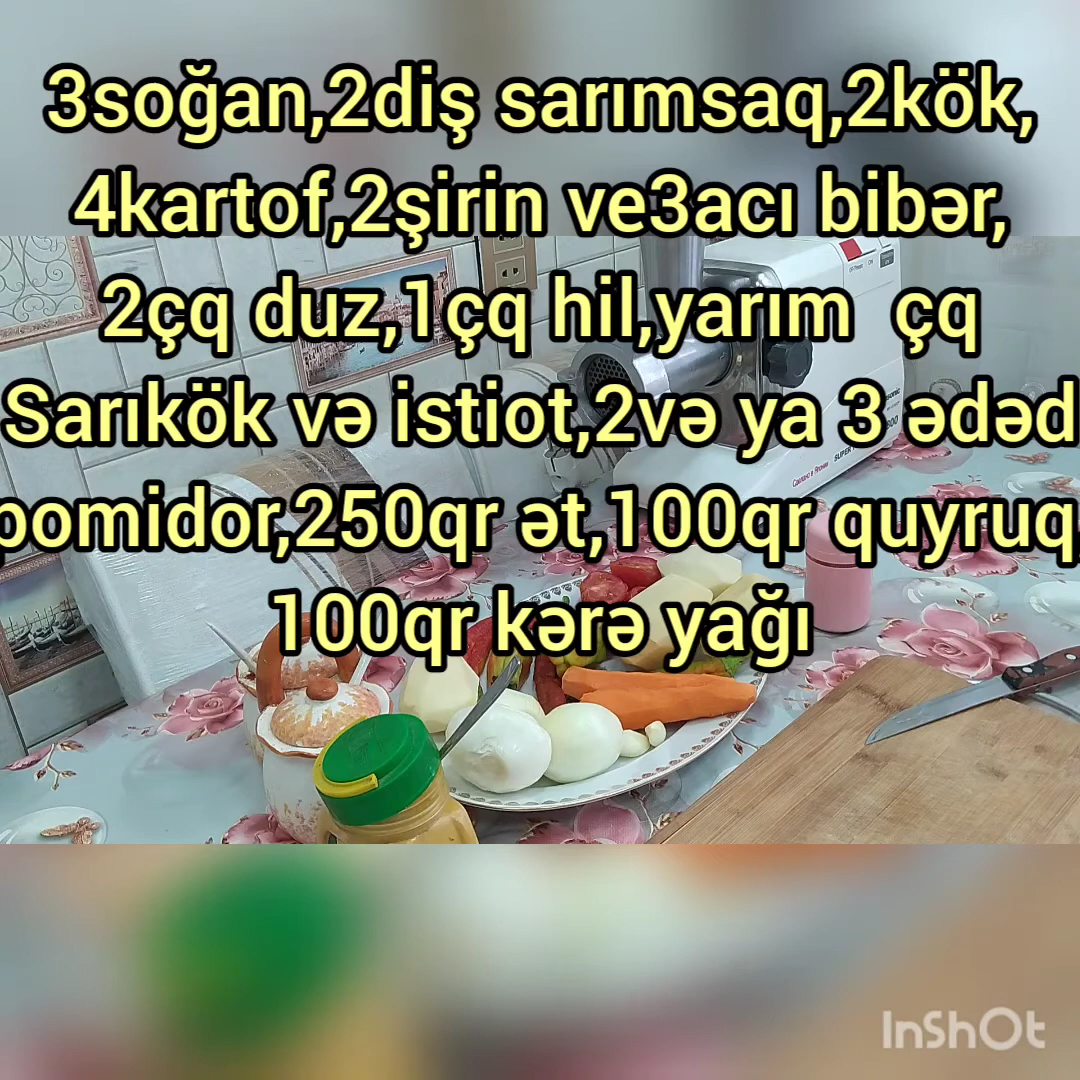 3soğan,2diş sarımsaq,2kök,
4kartof,2şirin ve3acı bibər,
2çq duz,1çq hil,yarım çq
Sarıkök və istiot,2və ya 3 ədəd
pomidor,250qr ət,100qr quyruq,
100qr kərə yağı
InShOt